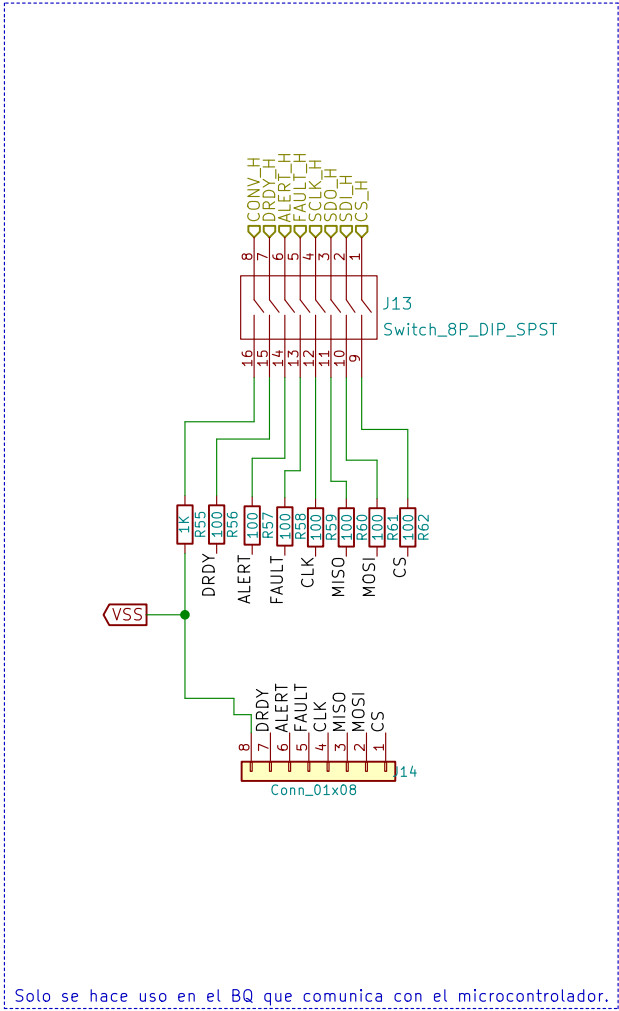 CONV_H
DRDY_H
ALERT_H
FAULT_H
SCLK_H
SDO_H
SDI_H
CS_H
8
7
6
5
4
3
2
1
J13
Switch_8P_DIP_SPST
16
15
14
13
12
11
10
9
1K
R55
100
R56
100
R57
100
R58
100
R59
100
R60
100
R61
100
R62
DRDY
ALERT
FAULT
CLK
MISO
MOSI
CS
VSS
DRDY
ALERT
FAULT
CLK
MISO
MOSI
CS
8
7
6
5
4
3
2
1
J14
Conn_01x08
Solo se hace uso en el BQ que comunica con el microcontrolador.